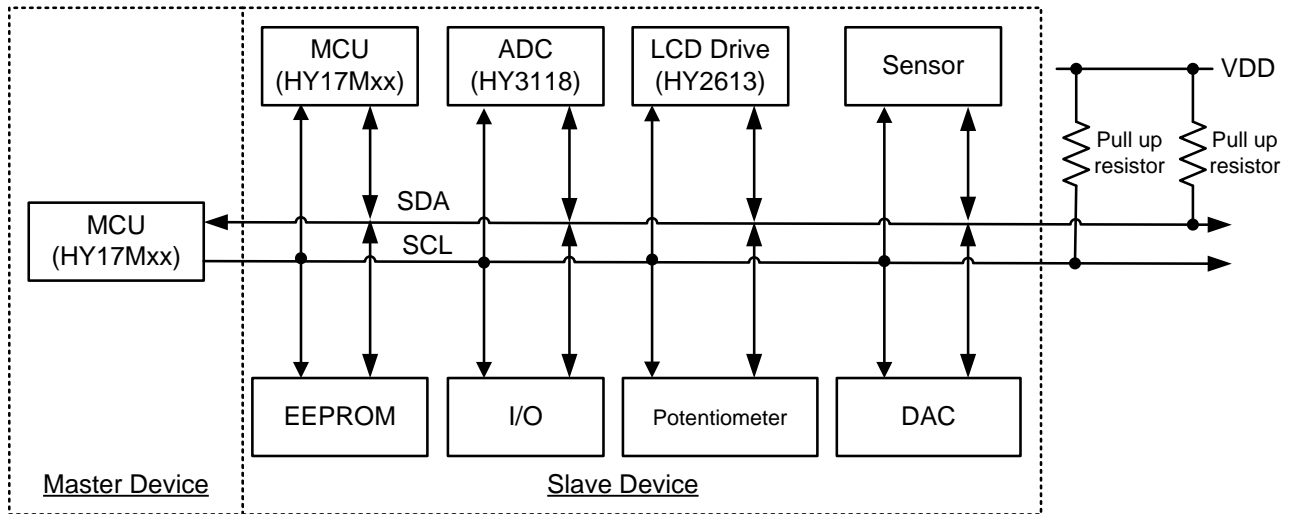 MCU
(HY17Mxx)
ADC
(HY3118)
LCD Drive
(HY2613)
Sensor
VDD
Pull up
resistor
Pull up
resistor
SDA
MCU
(HY17Mxx)
SCL
EEPROM
I/O
Potentiometer
DAC
Master Device
Slave Device